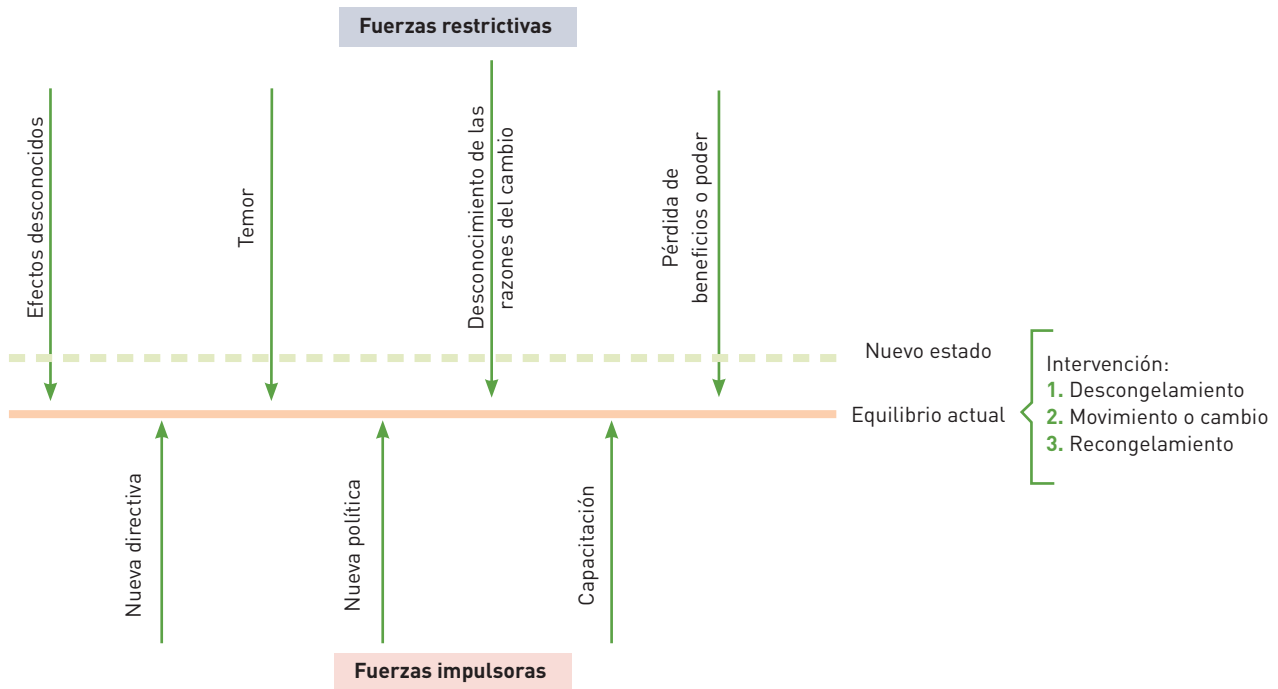 Fuerzas restrictivas
Efectos desconocidos
Temor
Desconocimiento de las
razones del cambio
Pérdida de
beneficios o poder
Nuevo estado
Equilibrio actual
Intervención:
1. Descongelamiento
2. Movimiento o cambio
3. Recongelamiento
Nueva directiva
Nueva política
Capacitación
Fuerzas impulsoras